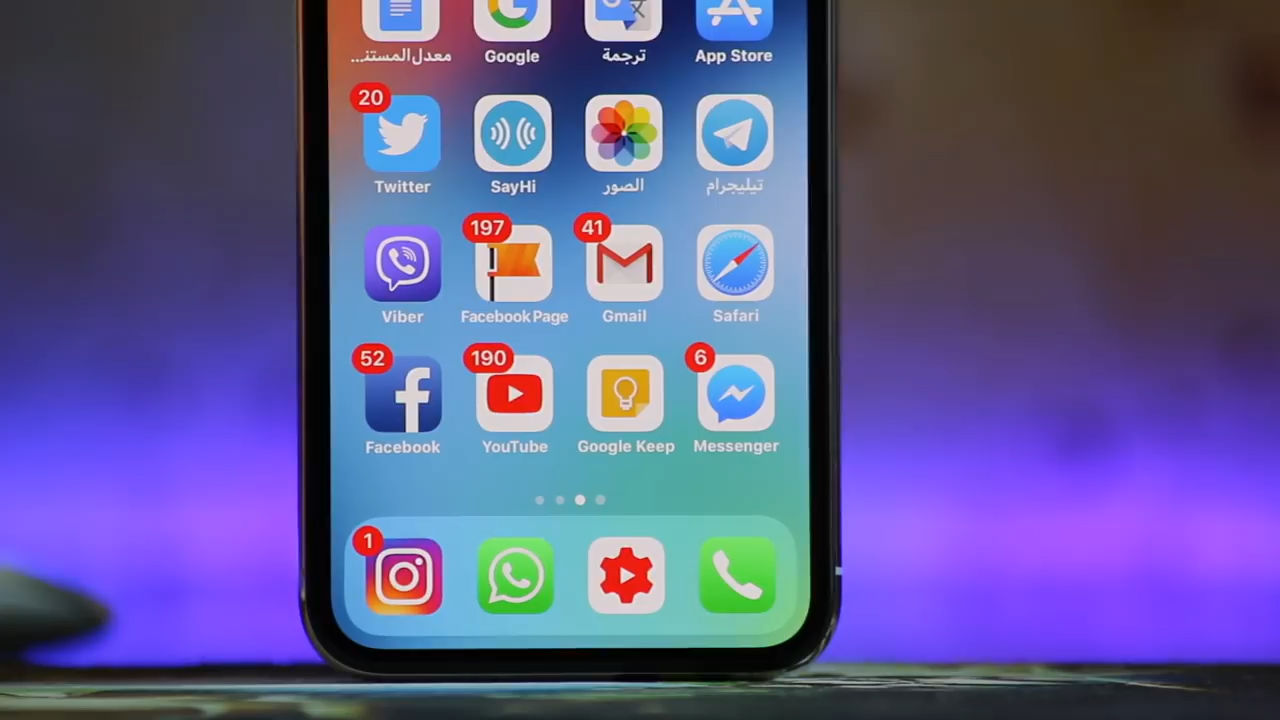 معدل المستنـ...
Google
ترجمة
App Store
20
Twitter
SayHi
الصور
تيليجرام
197
41
Viber
Facebook Page
Gmail
Safari
52
190
6
Facebook
YouTube
Google Keep
Messenger
1